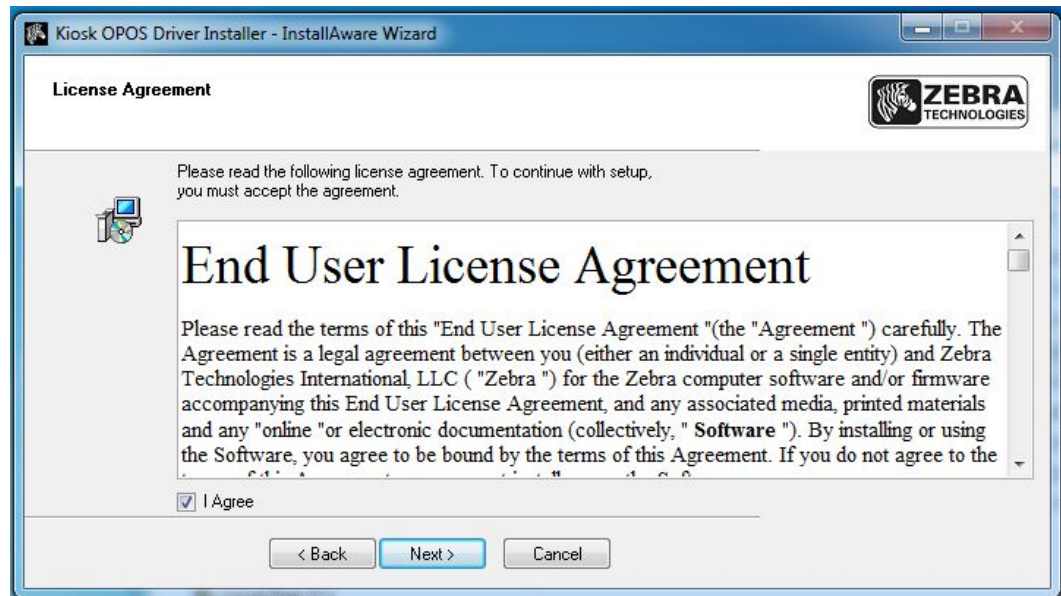 Kiosk OPOS Driver Installer - InstallAware Wizard
License Agreement
ZEBRA
TECHNOLOGIES
Please read the following license agreement. To continue with setup,
you must accept the agreement.
End User License Agreement
Please read the terms of this "End User License Agreement "(the "Agreement ") carefully. The
Agreement is a legal agreement between you (either an individual or a single entity) and Zebra
Technologies International, LLC ( "Zebra ") for the Zebra computer software and/or firmware
accompanying this End User License Agreement, and any associated media, printed materials
and any "online "or electronic documentation (collectively, " Software "). By installing or using
the Software, you agree to be bound by the terms of this Agreement. If you do not agree to the
I Agree
< Back Next > Cancel